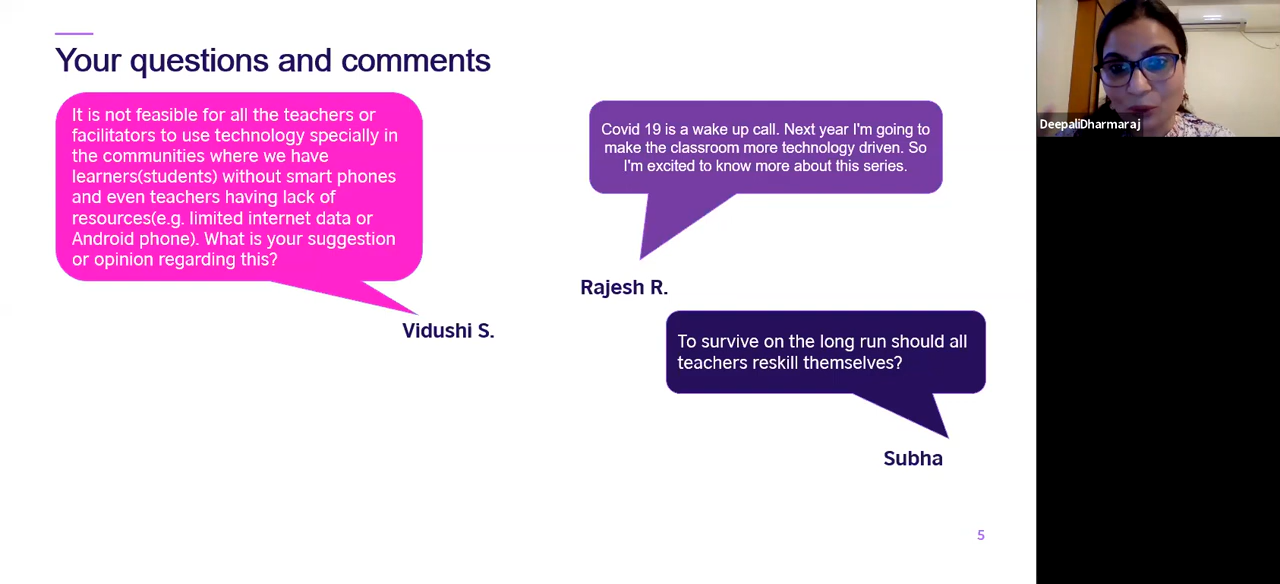 Your questions and comments
It is not feasible for all the teachers or
facilitators to use technology specially in
the communities where we have
learners(students) without smart phones
and even teachers having lack of
resources(e.g. limited internet data or
Android phone). What is your suggestion
or opinion regarding this?
Vidushi S.
Covid 19 is a wake up call. Next year I'm going to
make the classroom more technology driven. So
I'm excited to know more about this series.
Rajesh R.
To survive on the long run should all
teachers reskill themselves?
Subha
5
DeepaliDharmaraj